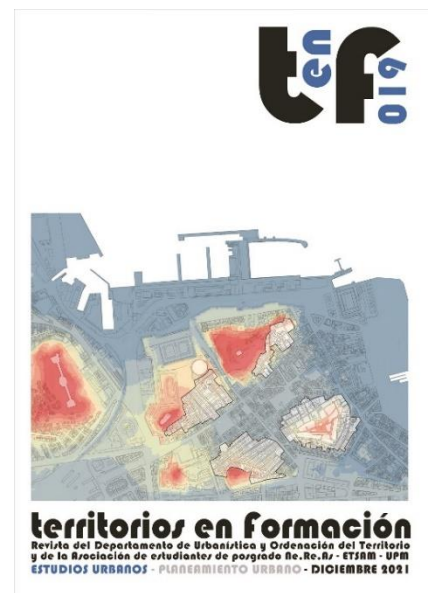 ten f 019
territorios en Formación
Revista del Departamento de Urbanística y Ordenación del Territorio
y de la Asociación de estudiantes de posgrado Ne.Re.As - ETSAM - UPM
ESTUDIOS URBANOS - PLANEAMIENTO URBANO - DICIEMBRE 2021